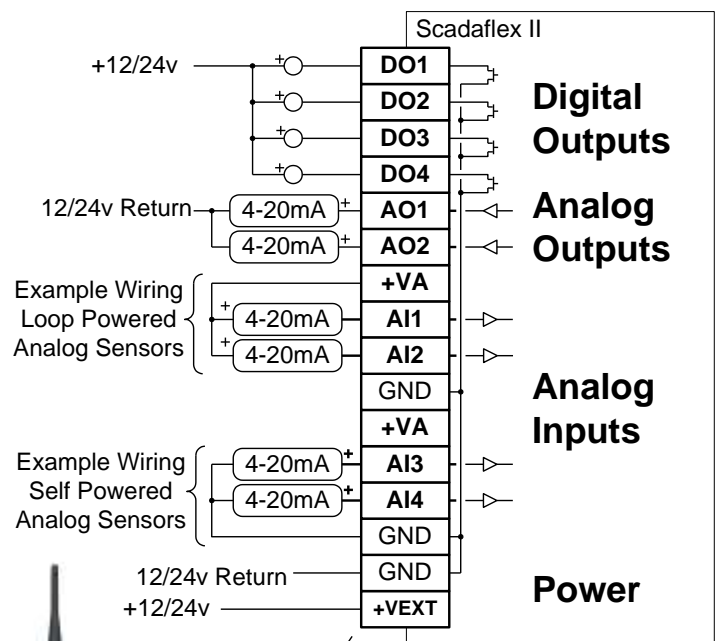 Scadaflex II
+12/24v
+ DO1
+ DO2
+ DO3
+ DO4
Digital
Outputs
12/24v Return 4-20mA + AO1
4-20mA + AO2
Analog
Outputs
+VA
Example Wiring
Loop Powered
Analog Sensors
+ 4-20mA AI1
+ 4-20mA AI2
GND
+VA
Analog
Inputs
Example Wiring
Self Powered
Analog Sensors
4-20mA + AI3
4-20mA + AI4
GND
12/24v Return GND
+12/24v +VEXT
Power